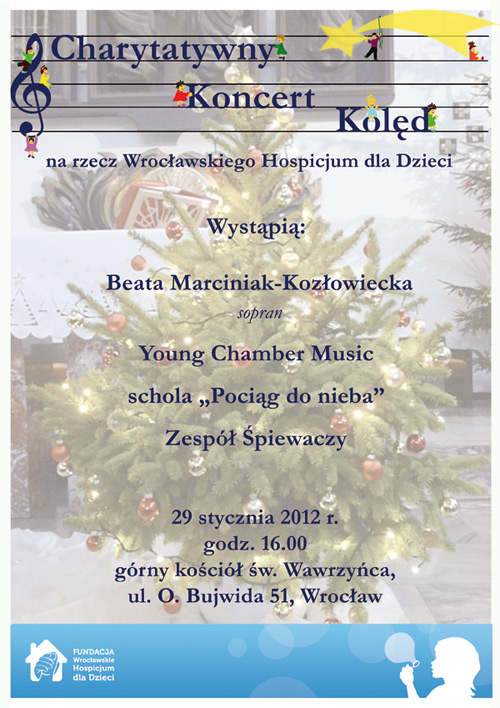 Charytatywny
Koncert
Kolęd
na rzecz Wrocławskiego Hospicjum dla Dzieci
Wystąpią:
Beata Marciniak-Kozłowiecka
sopran
Young Chamber Music
schola „Pociąg do nieba”
Zespół Śpiewaczy
29 stycznia 2012 r.
godz. 16.00
górny kościół św. Wawrzyńca,
ul. O. Bujwida 51, Wrocław
FUNDACJA
Wrocławskie
Hospicjum
dla Dzieci